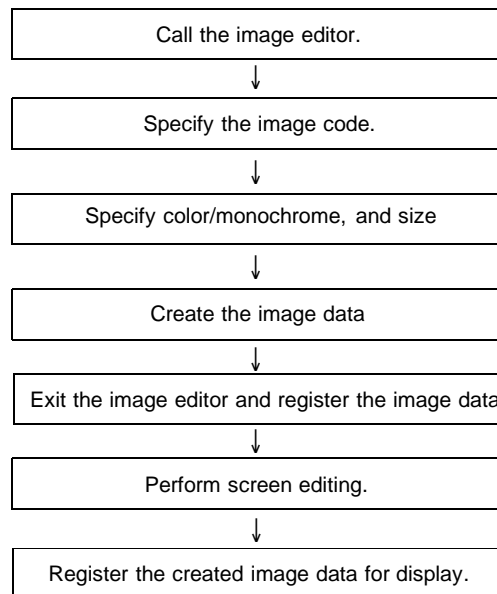 Call the image editor.
Specify the image code.
Specify color/monochrome, and size
Create the image data
Exit the image editor and register the image data
Perform screen editing.
Register the created image data for display.